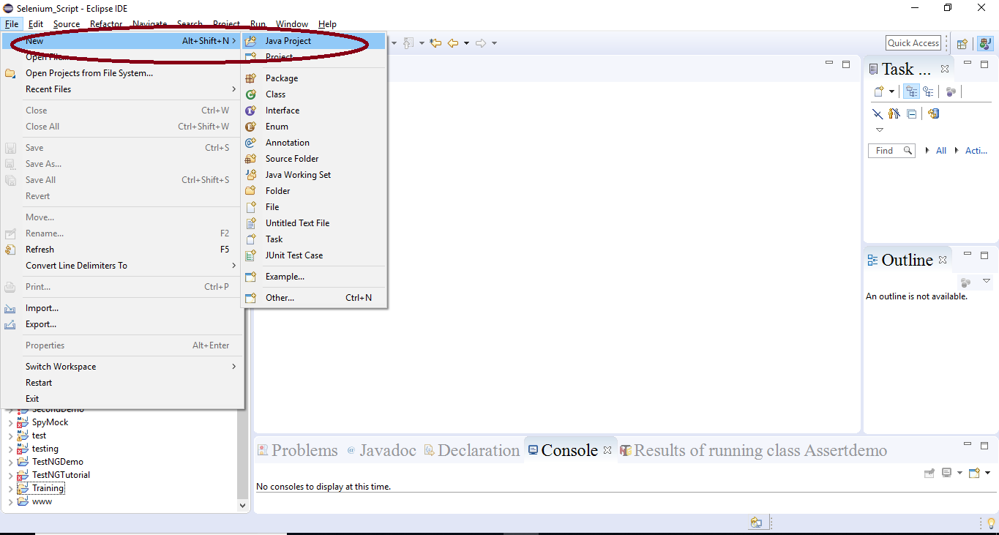 Selenium_Script - Eclipse IDE
File Edit Source Refactor Navigate Search Project Run Window Help
New Alt+Shift+N
Open File...
Open Projects from File System...
Recent Files
Close Ctrl+W
Close All Ctrl+Shift+W
Save Ctrl+S
Save As...
Save All Ctrl+Shift+S
Revert
Move...
Rename... F2
Refresh F5
Convert Line Delimiters To
Print... Ctrl+P
Import...
Export...
Properties Alt+Enter
Switch Workspace
Restart
Exit
Java Project
Project...
Package
Class
Interface
Enum
Annotation
Source Folder
Java Working Set
Folder
File
Untitled Text File
Task
JUnit Test Case
Example...
Other... Ctrl+N
SecondDemo
SpyMock
test
testing
TestNGDemo
TestNGTutorial
Training
www
Quick Access
Task ...
Find All Acti...
Outline
An outline is not available.
Problems @ Javadoc Declaration Console Results of running class Assertdemo
No consoles to display at this time.